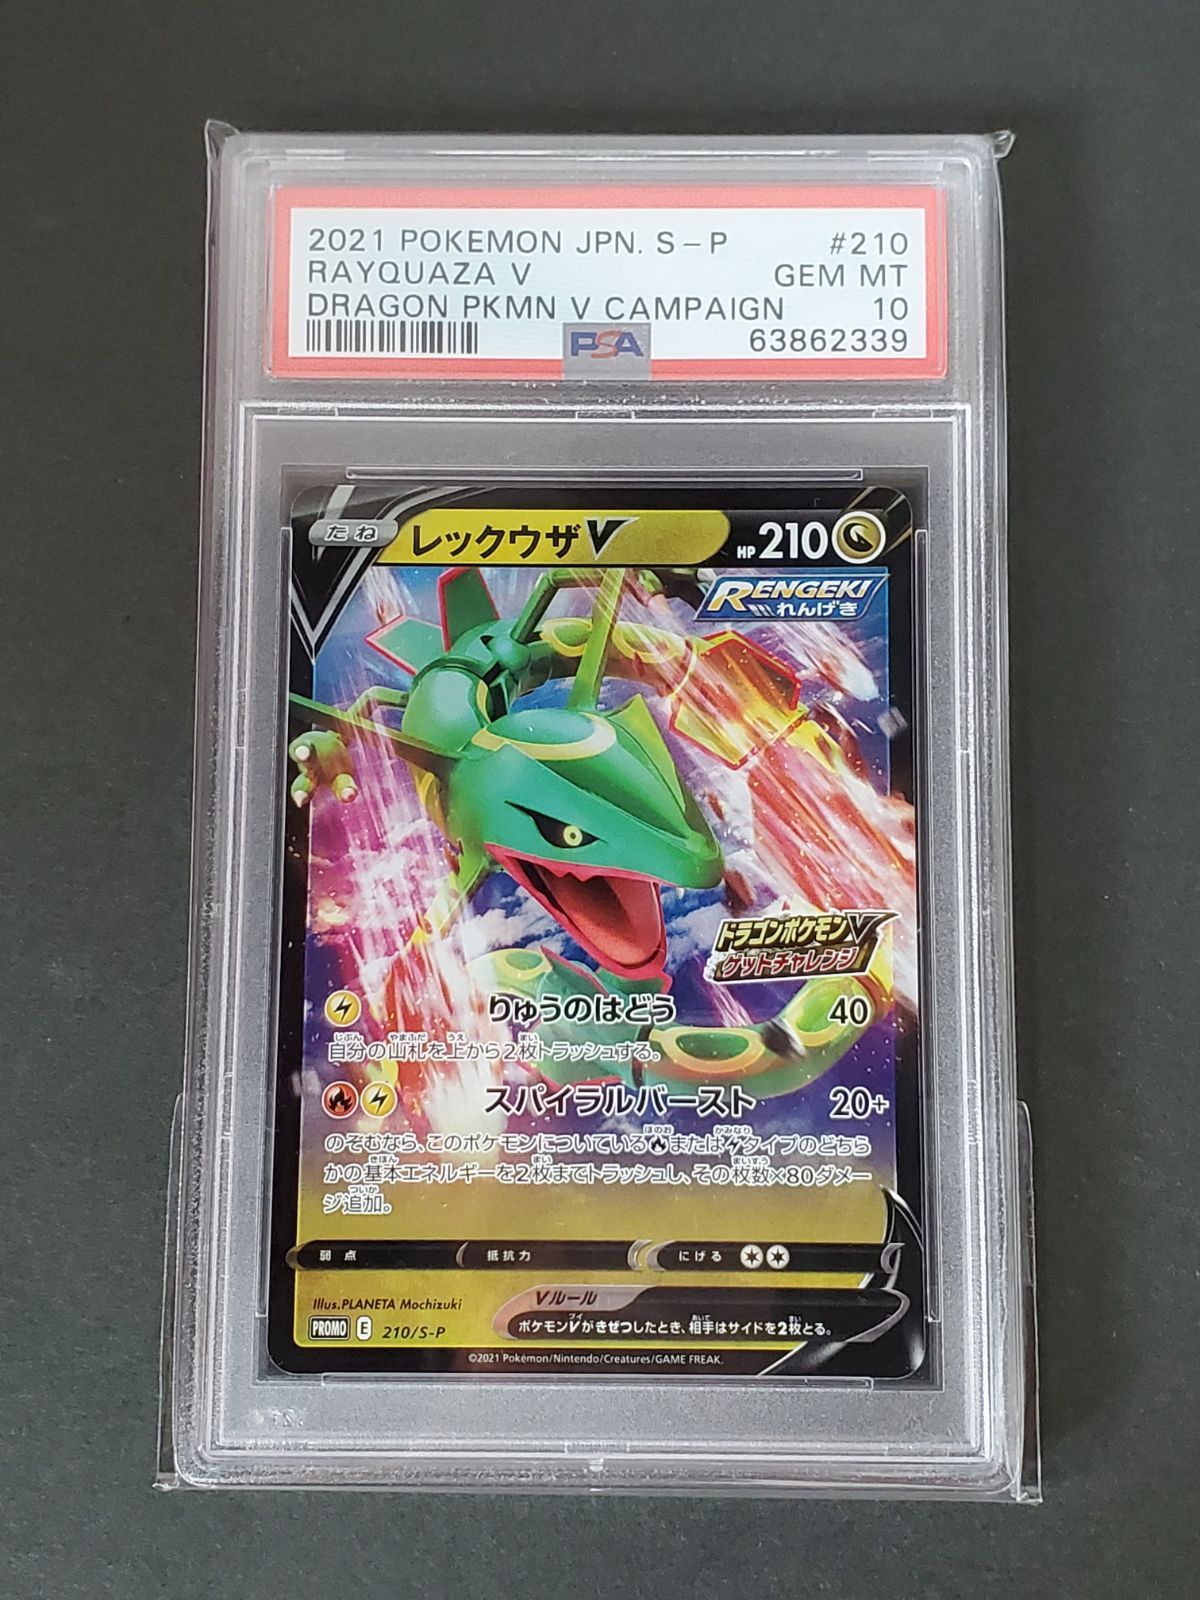 2021 POKEMON JPN. S-P #210
RAYQUAZA V GEM MT
DRAGON PKMN V CAMPAIGN 10
PSA 63862339
たね レックウザV HP 210
RENGEKI
れんげき
ドラゴンポケモンV
ゲットチャレンジ
りゅうのはどう 40
自分の山札を上から2枚トラッシュする。
スパイラルバースト 20+
のぞむなら、このポケモンについているまたはタイプのどちら
かの基本エネルギーを2枚までトラッシュし、その枚数×80ダメー
ジ追加。
弱点 抵抗力 にげる
Vルール
Illus.PLANETA Mochizuki
ポケモンVがきぜつしたとき、相手はサイドを2枚とる。
PROMO E 210/S-P
©2021 Pokémon/Nintendo/Creatures/GAME FREAK.